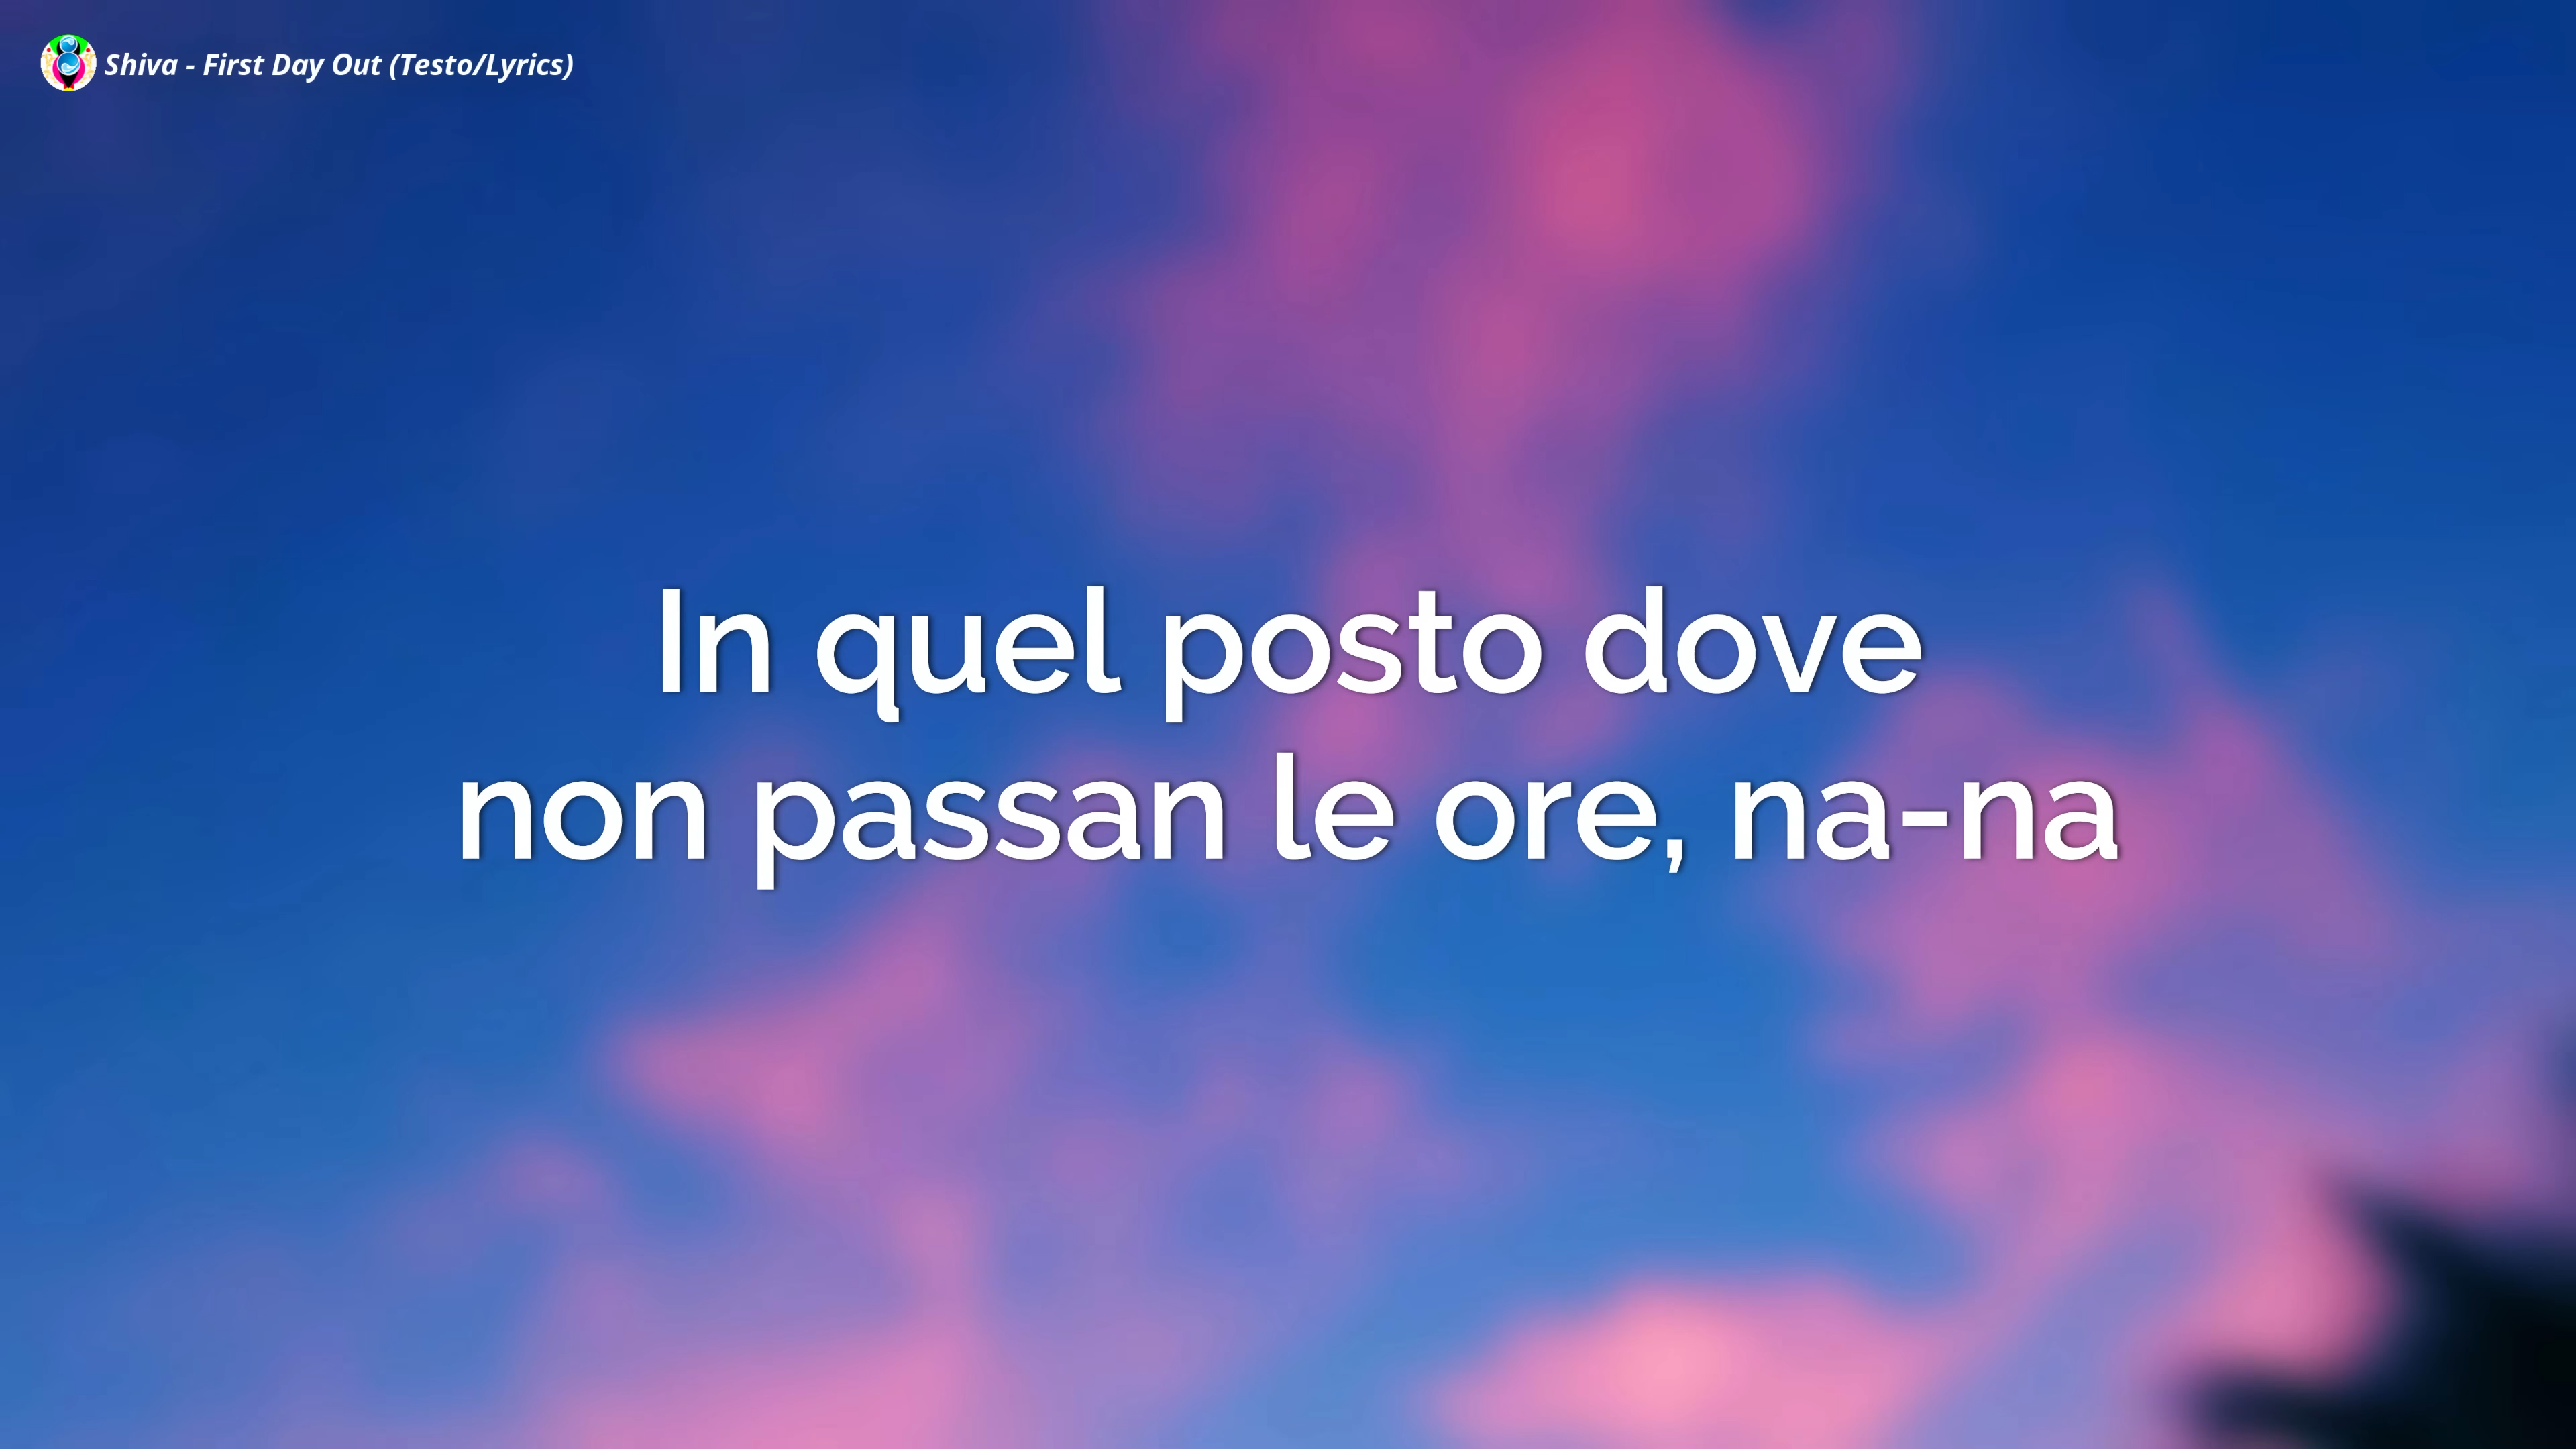 Shiva - First Day Out (Testo/Lyrics)
In quel posto dove
non passan le ore, na-na